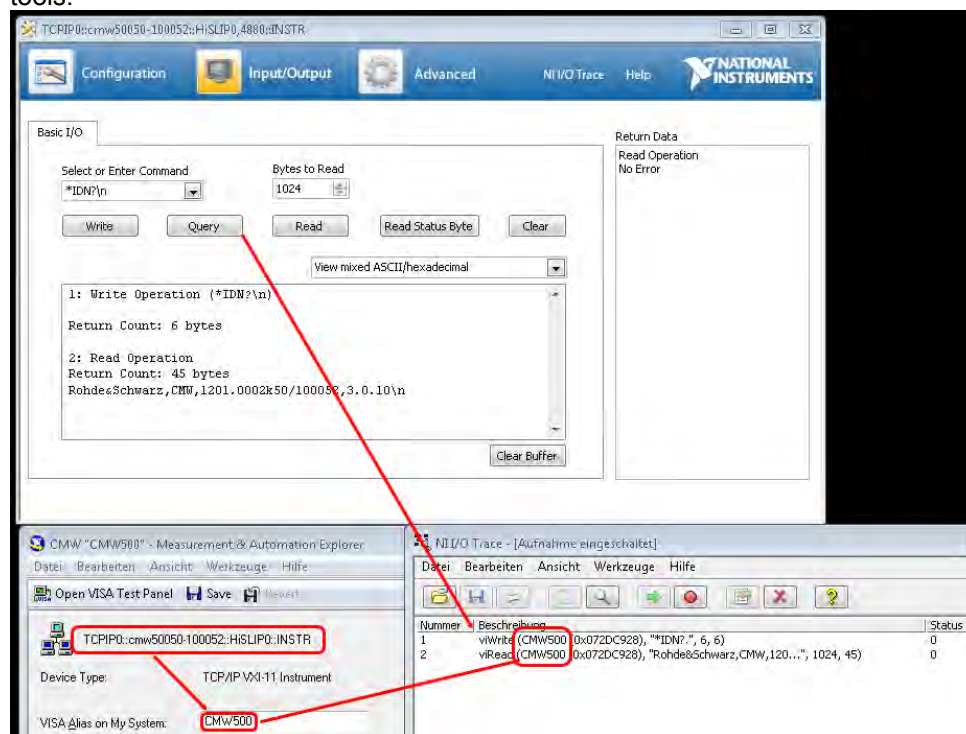 tools.
TCPIP0::cmw50050-100052::HiSLIP0,4880::INSTR
Configuration Input/Output Advanced NI I/O Trace Help NATIONAL INSTRUMENTS
Basic I/O
Return Data
Read Operation
No Error
Select or Enter Command Bytes to Read
*IDN?\n 1024
Write Query Read Read Status Byte Clear
View mixed ASCII/hexadecimal
1: Write Operation (*IDN?\n)
Return Count: 6 bytes
2: Read Operation
Return Count: 45 bytes
Rohde&Schwarz,CMW,1201.0002k50/100052,3.0.10\n
Clear Buffer
CMW "CMW500" - Measurement & Automation Explorer
Datei Bearbeiten Ansicht Werkzeuge Hilfe
Open VISA Test Panel Save Revert
TCPIP0::cmw50050-100052::HiSLIP0::INSTR
Device Type: TCP/IP VXI-11 Instrument
VISA Alias on My System: CMW500
NI I/O Trace - [Aufnahme eingeschaltet]
Datei Bearbeiten Ansicht Werkzeuge Hilfe
Nummer Beschreibung Status
1 viWrite (CMW500 (0x072DC928), "*IDN?.", 6, 6) 0
2 viRead (CMW500 (0x072DC928), "Rohde&Schwarz,CMW,120...", 1024, 45) 0